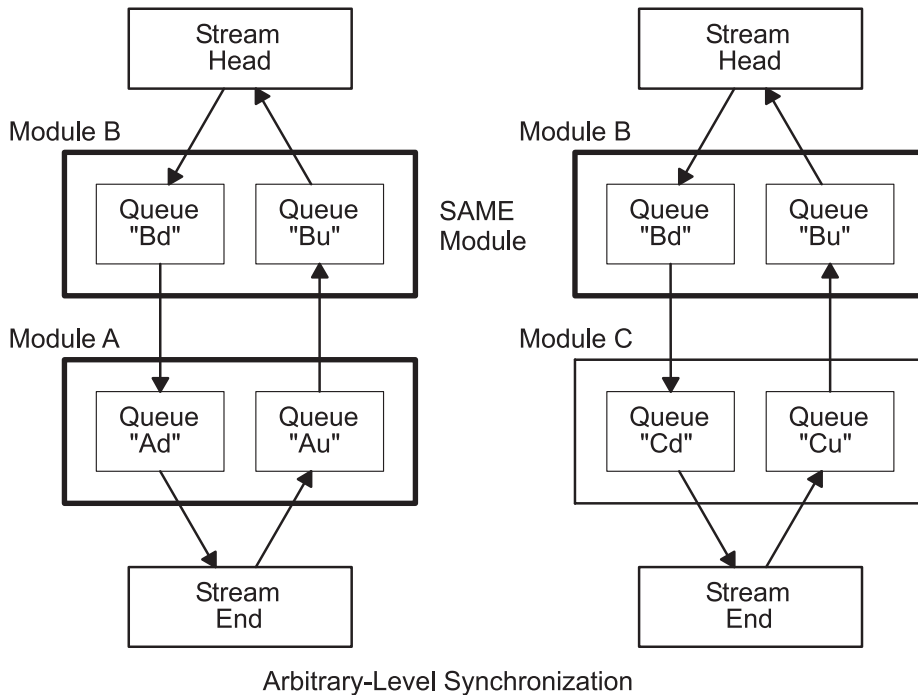 Stream
Head
Module B
Queue
"Bd"
Queue
"Bu"
Module A
Queue
"Ad"
Queue
"Au"
Stream
End
SAME
Module
Stream
Head
Module B
Queue
"Bd"
Queue
"Bu"
Module C
Queue
"Cd"
Queue
"Cu"
Stream
End
Arbitrary-Level Synchronization